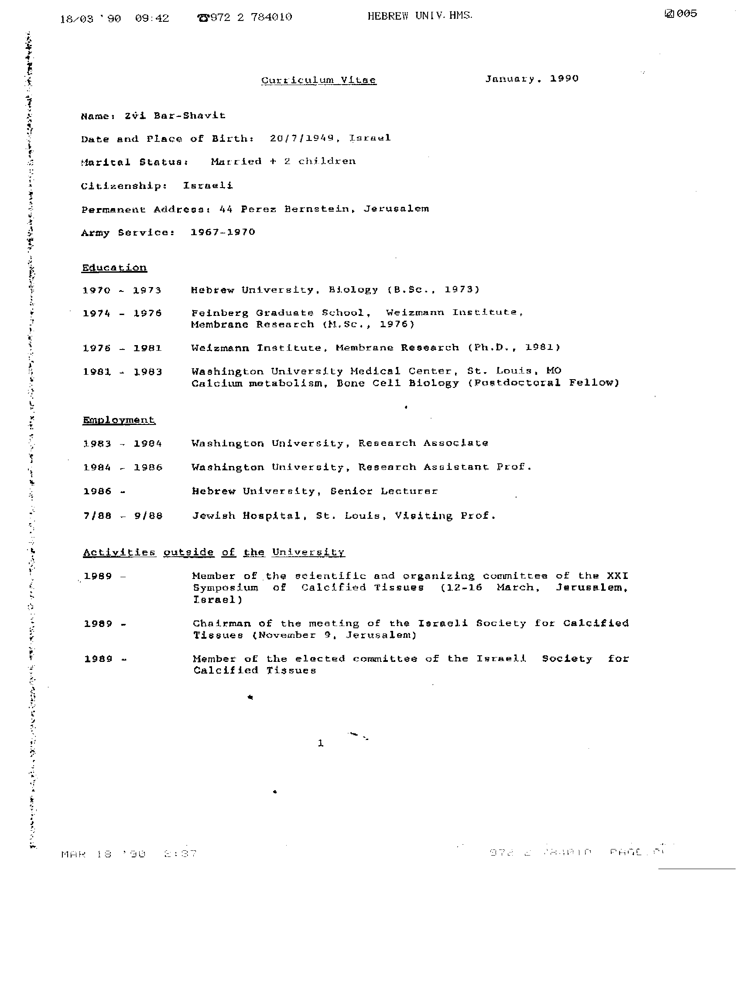 18/03 '90 09:42 ☎972 2 784010 HEBREW UNIV. HMS. 005
Curriculum Vitae January, 1990
Name: Zvi Bar-Shavit
Date and Place of Birth: 20/7/1949, Israel
Marital Status: Married + 2 children
Citizenship: Israeli
Permanent Address: 44 Perez Bernstein, Jerusalem
Army Service: 1967-1970
Education
1970 - 1973 Hebrew University, Biology (B.Sc., 1973)
1974 - 1976 Feinberg Graduate School, Weizmann Institute,
Membrane Research (M.Sc., 1976)
1976 - 1981 Weizmann Institute, Membrane Research (Ph.D., 1981)
1981 - 1983 Washington University Medical Center, St. Louis, MO
Calcium metabolism, Bone Cell Biology (Postdoctoral Fellow)
Employment
1983 - 1984 Washington University, Research Associate
1984 - 1986 Washington University, Research Assistant Prof.
1986 - Hebrew University, Senior Lecturer
7/88 - 9/88 Jewish Hospital, St. Louis, Visiting Prof.
Activities outside of the University
1989 - Member of the scientific and organizing committee of the XXI
Symposium of Calcified Tissues (12-16 March, Jerusalem,
Israel)
1989 - Chairman of the meeting of the Israeli Society for Calcified
Tissues (November 9, Jerusalem)
1989 - Member of the elected committee of the Israeli Society for
Calcified Tissues
1
MAR 18 '90 2:37 972 2 784010 PAGE